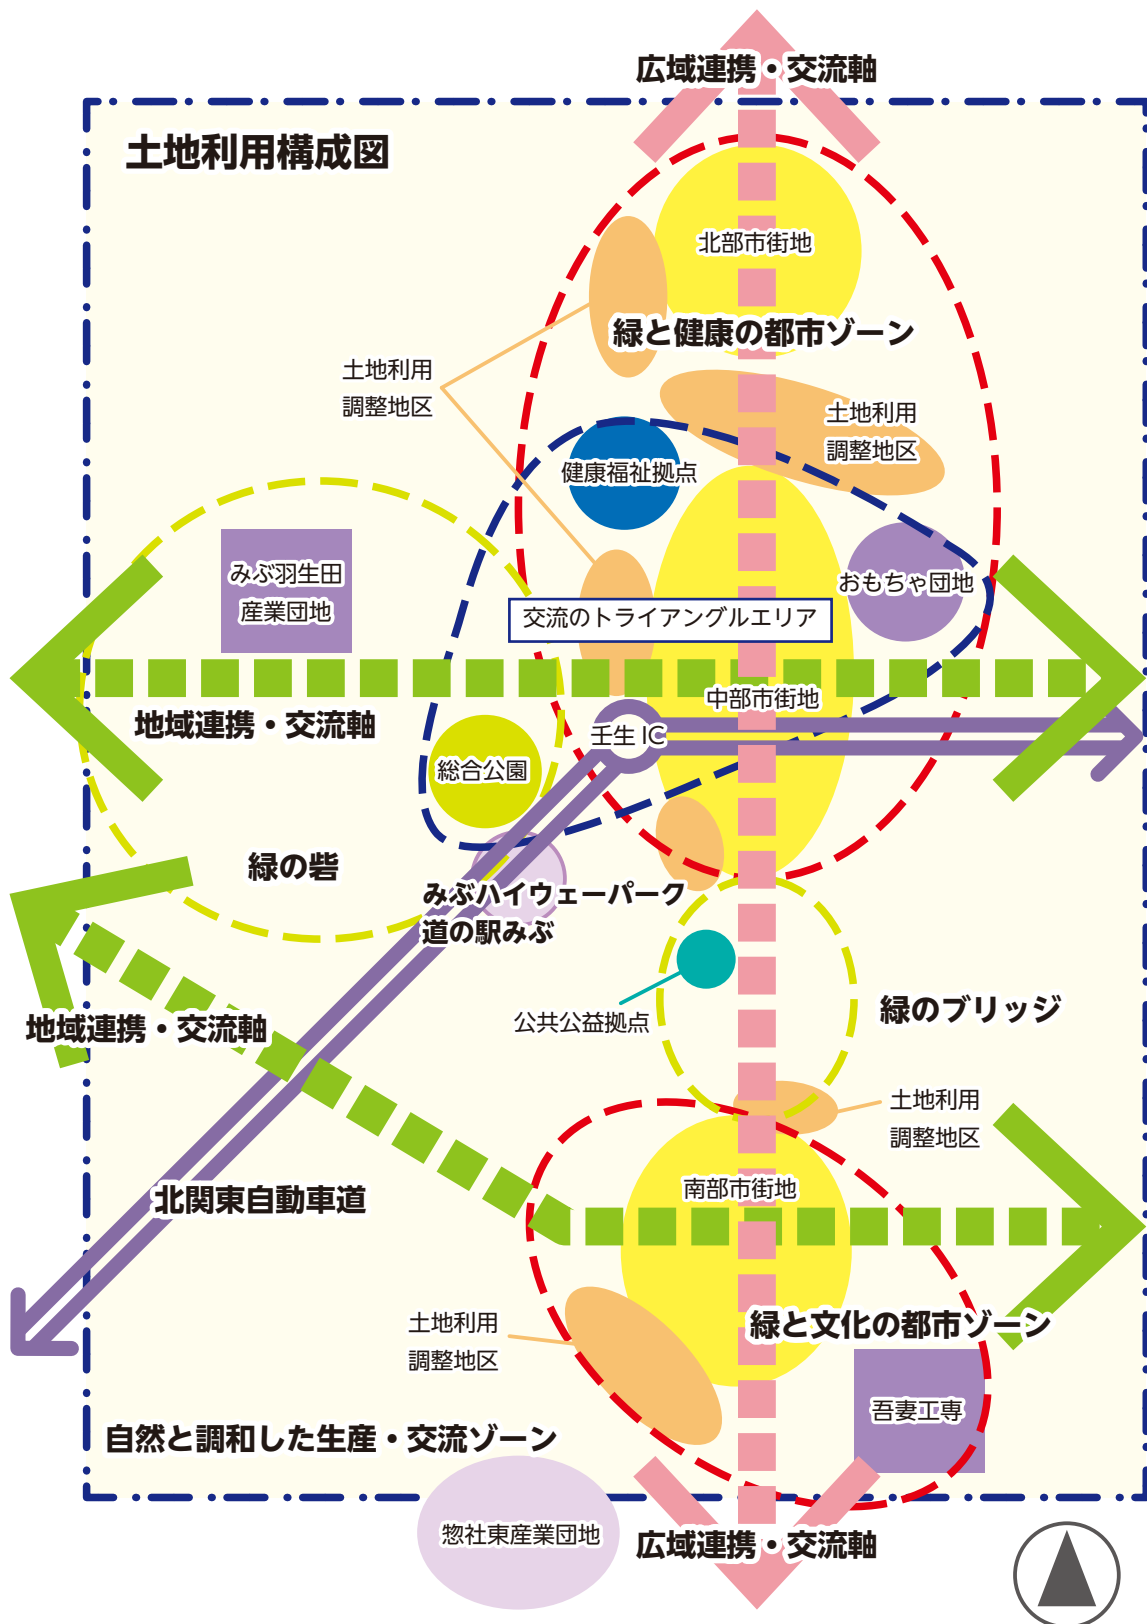 広域連携・交流軸
土地利用構成図
北部市街地
緑と健康の都市ゾーン
土地利用
調整地区
土地利用
調整地区
健康福祉拠点
みぶ羽生田
産業団地
おもちゃ団地
交流のトライアングルエリア
中部市街地
地域連携・交流軸
壬生 IC
総合公園
緑の砦
みぶハイウェーパーク
道の駅みぶ
緑のブリッジ
公共公益拠点
地域連携・交流軸
土地利用
調整地区
南部市街地
北関東自動車道
土地利用
調整地区
緑と文化の都市ゾーン
吾妻工専
自然と調和した生産・交流ゾーン
惣社東産業団地
広域連携・交流軸